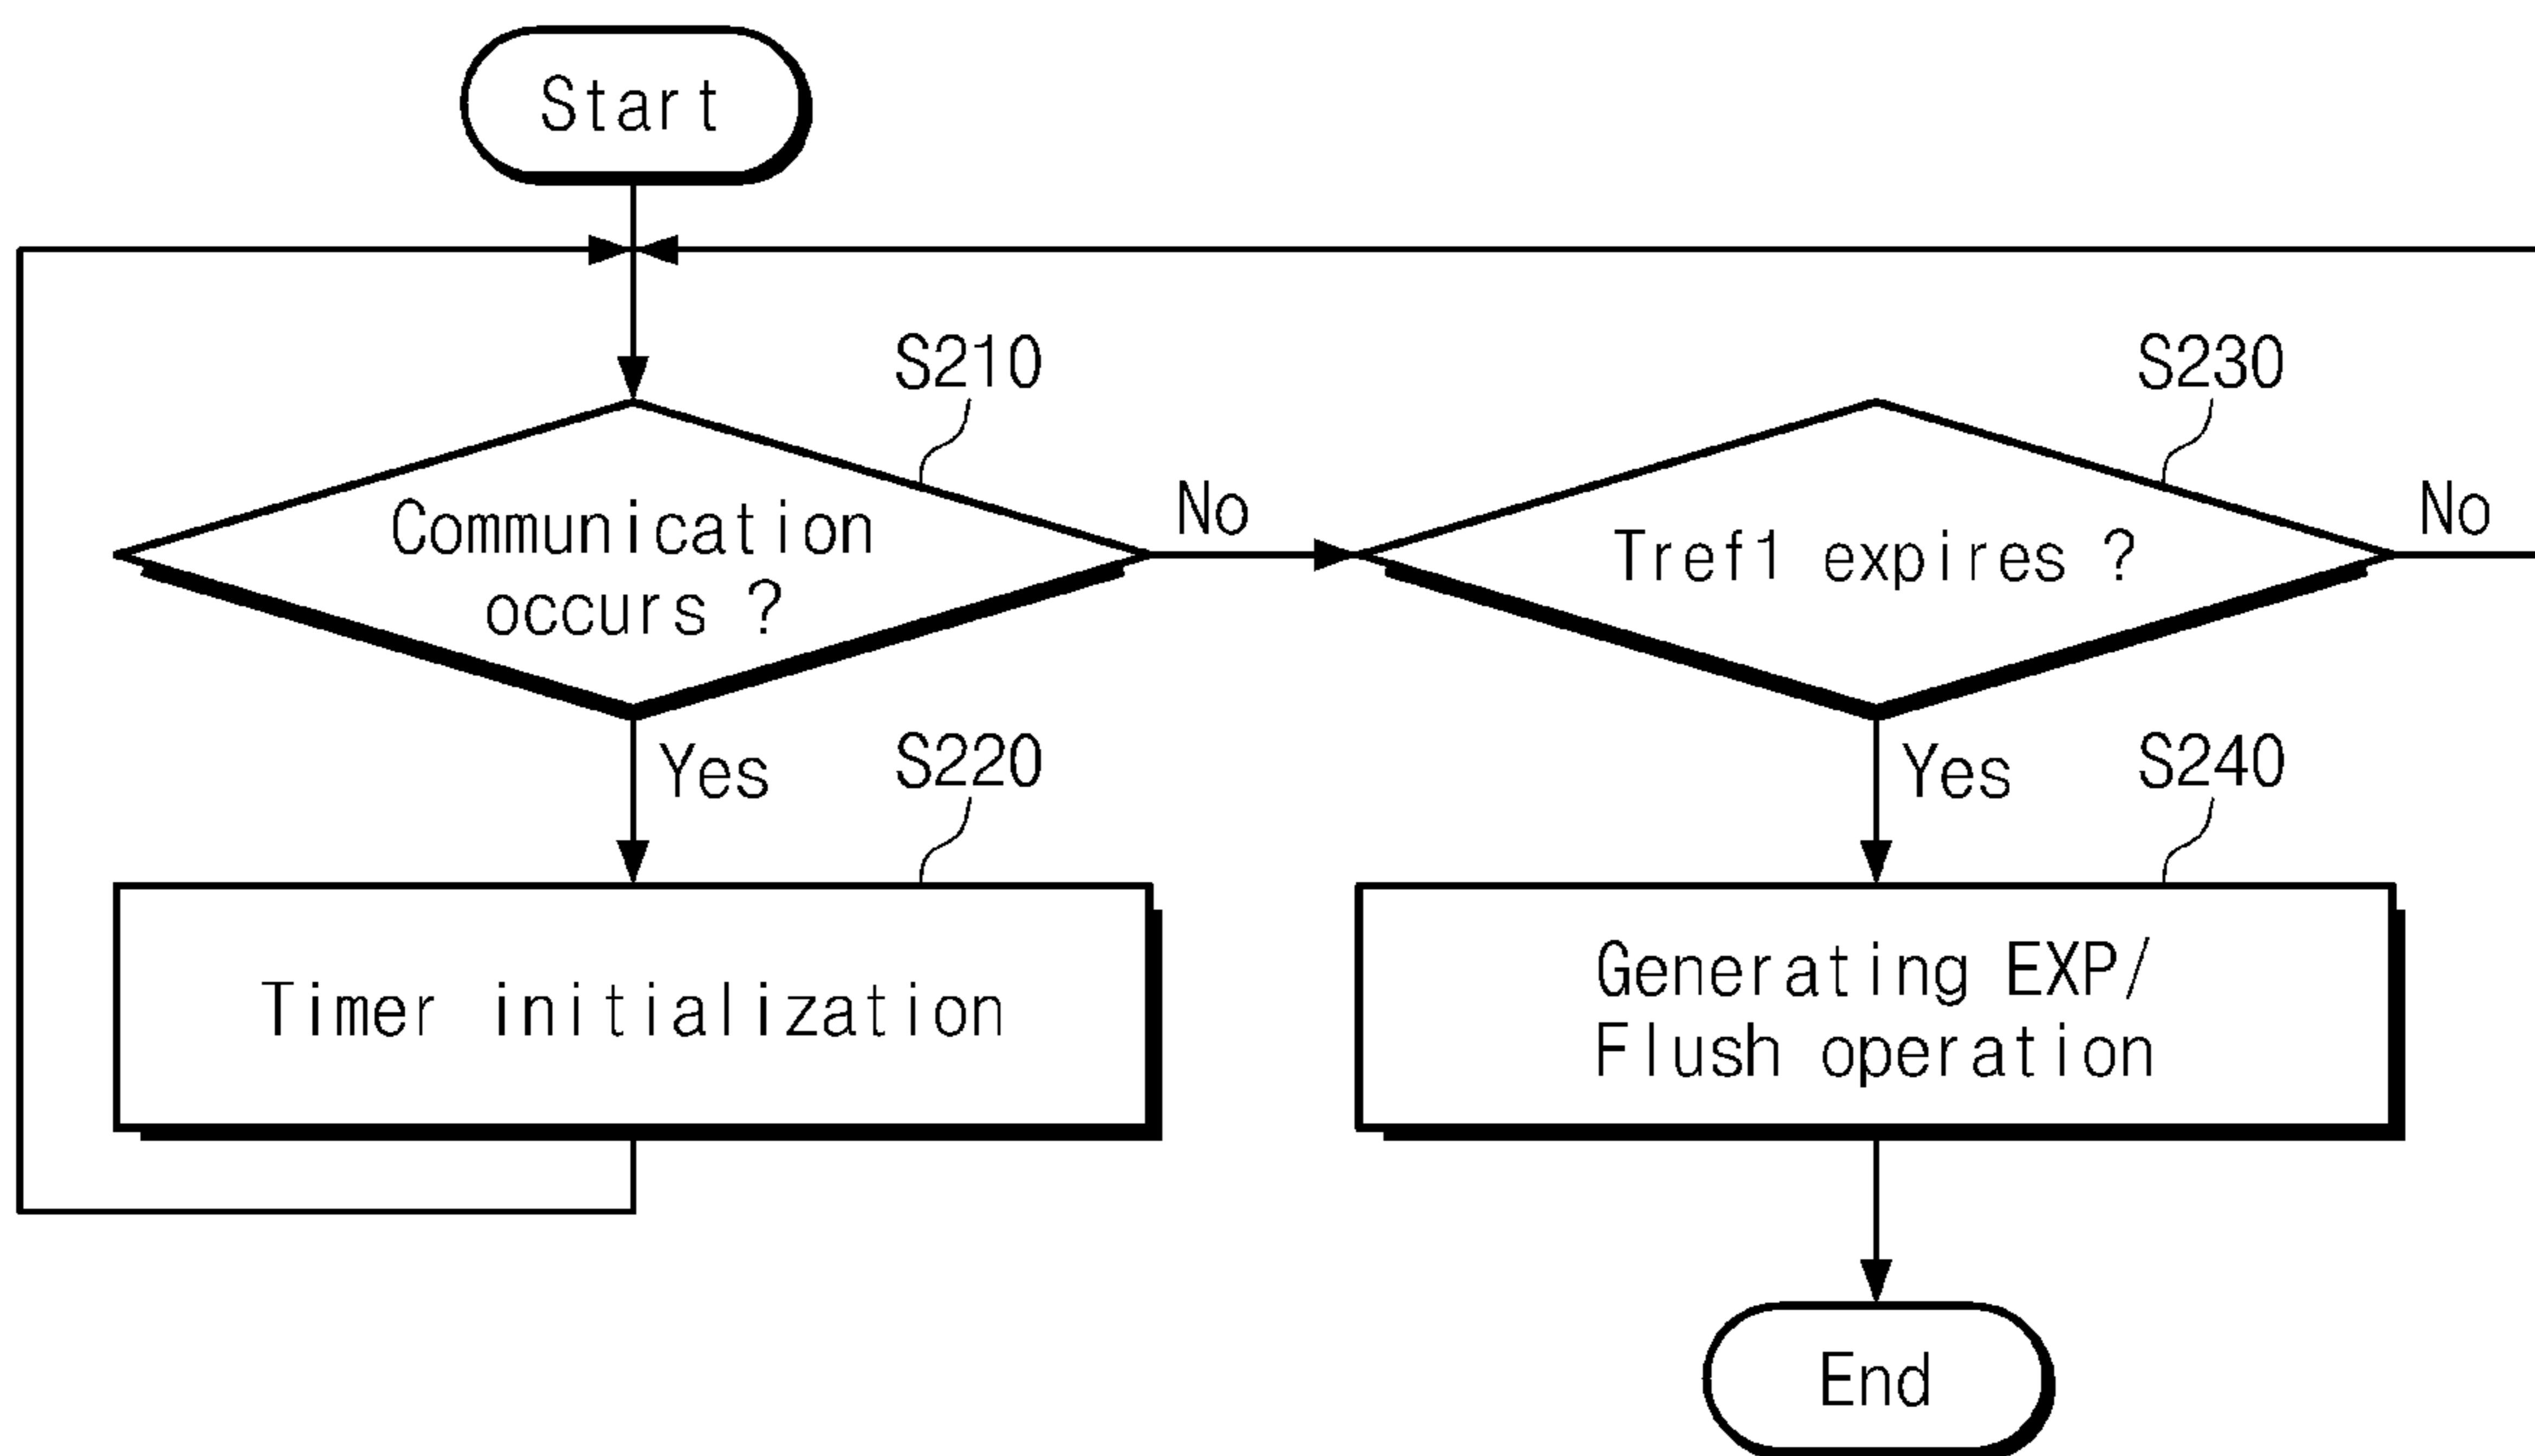 Start
S210
Communication
occurs ?
No
S230
Tref1 expires ?
No
Yes
S220
Timer initialization
Yes
S240
Generating EXP/
Flush operation
End